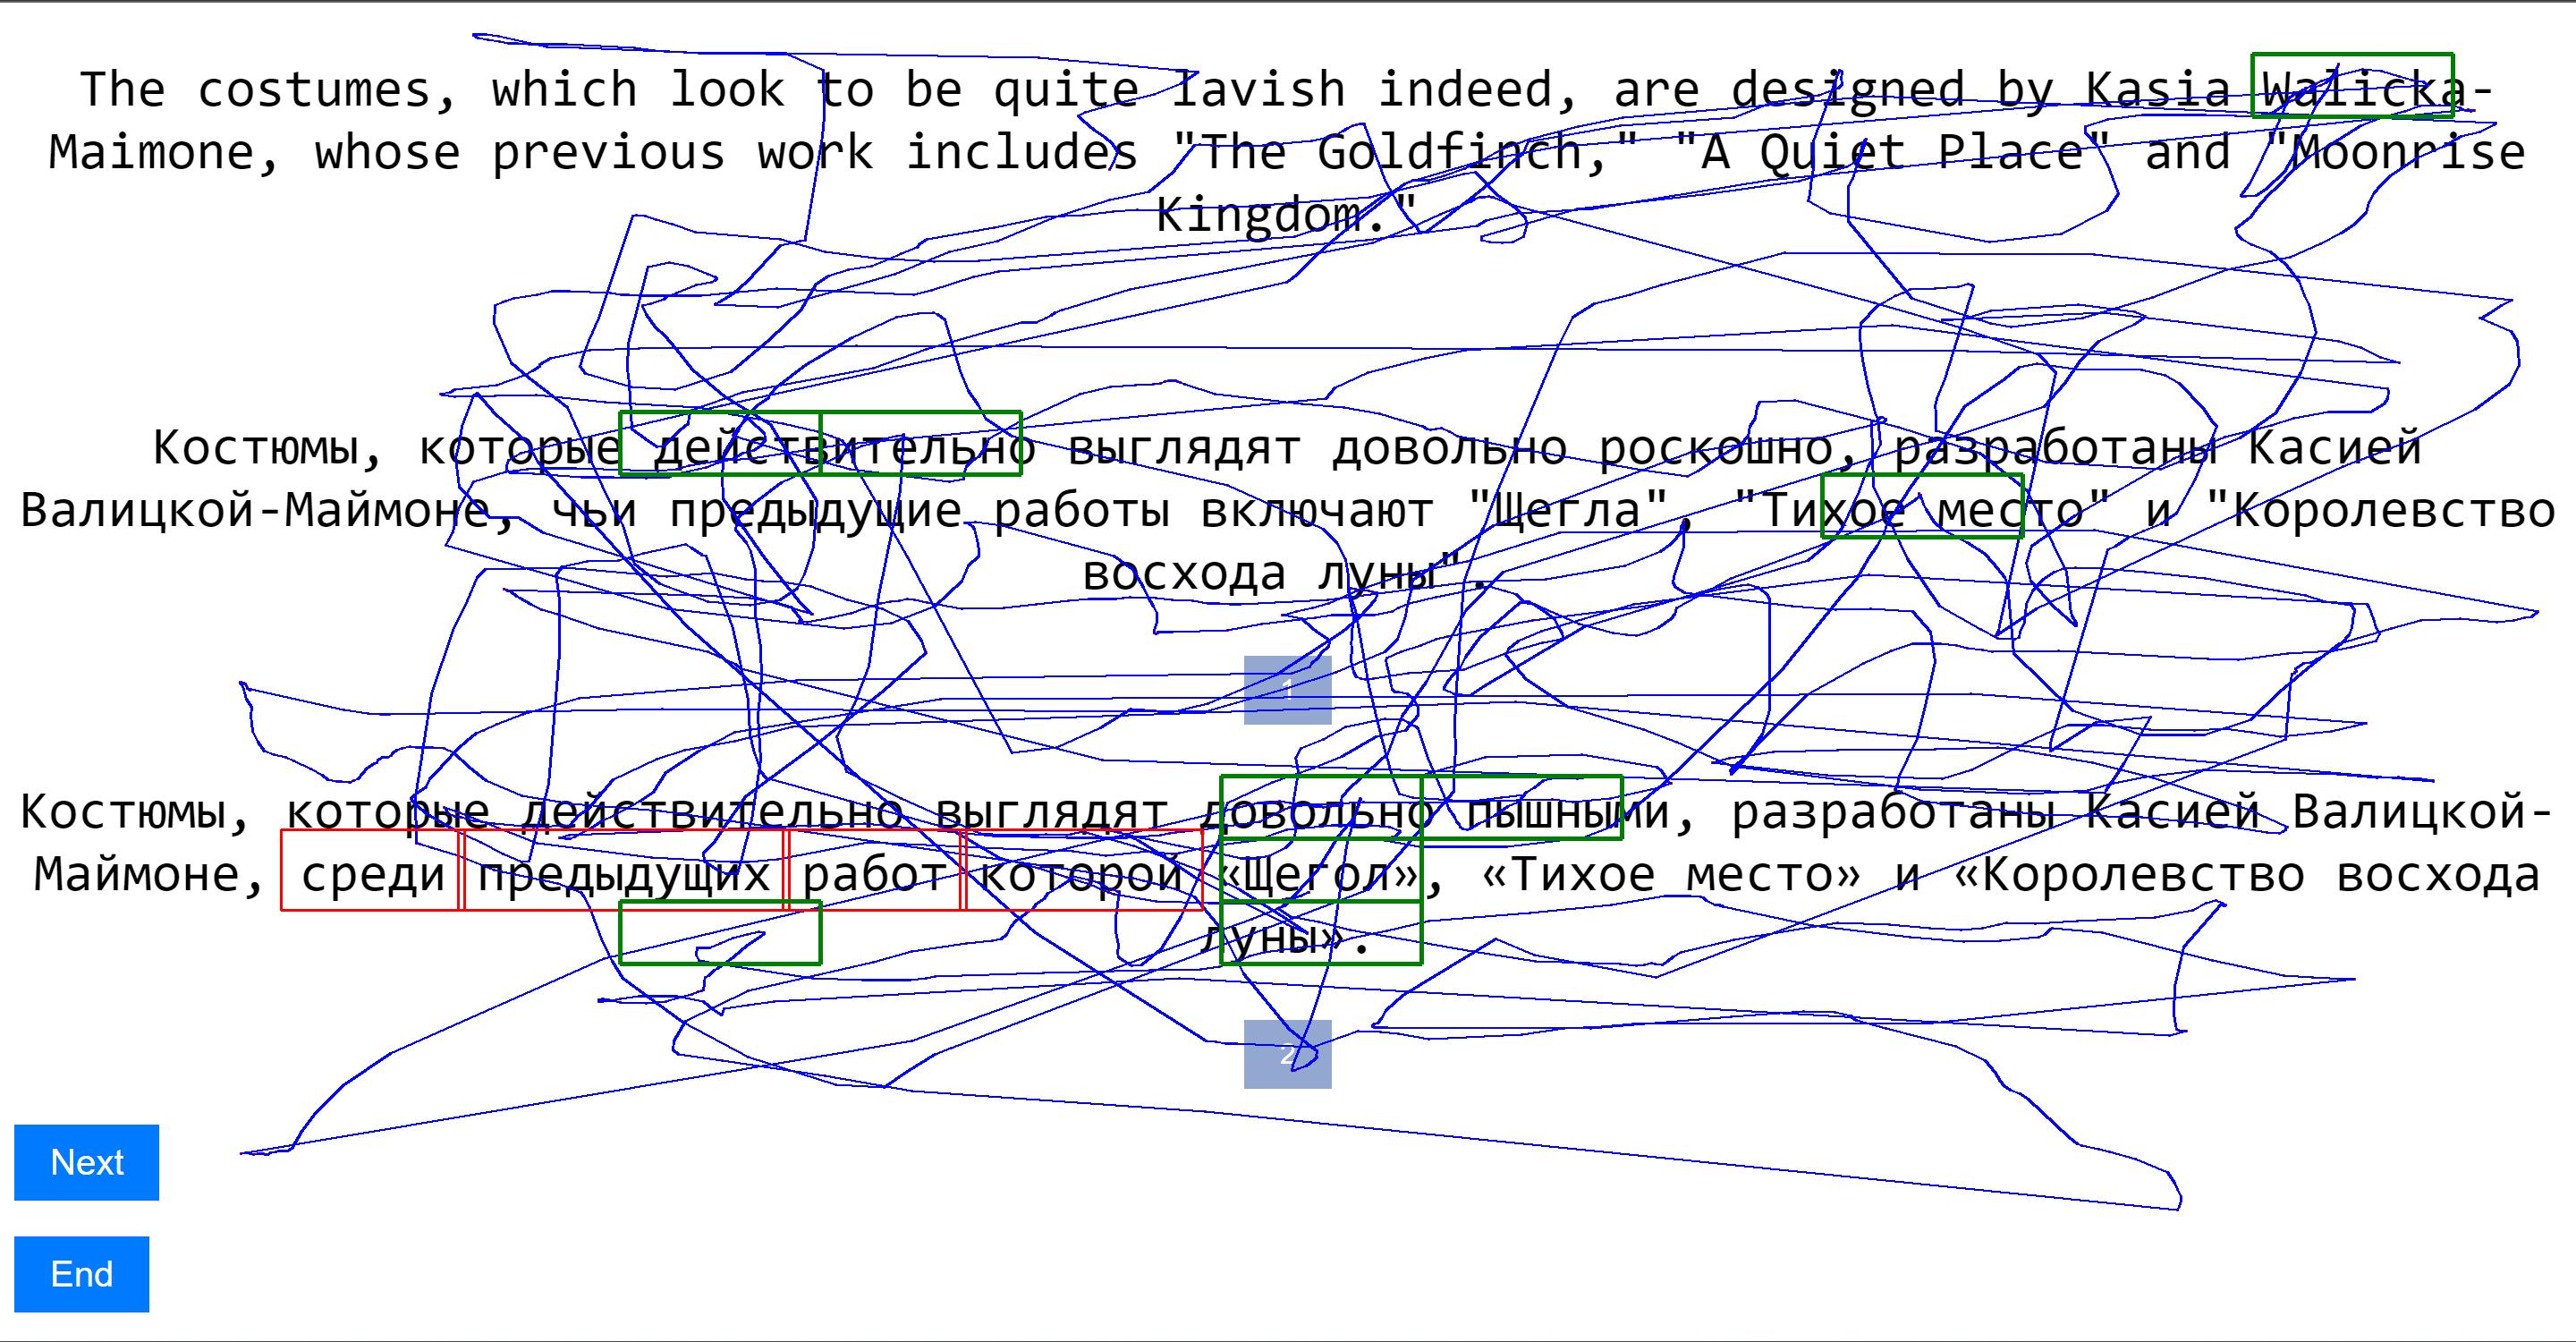 The costumes, which look to be quite lavish indeed, are designed by Kasia Walicka-
Maimone, whose previous work includes "The Goldfinch," "A Quiet Place" and "Moonrise
Kingdom."
Костюмы, которые действительно выглядят довольно роскошно, разработаны Касией
Валицкой-Маймоне, чьи предыдущие работы включают "Щегла", "Тихое место" и "Королевство
восхода луны".
1
Костюмы, которые действительно выглядят довольно пышными, разработаны Касией Валицкой-
Маймоне, среди предыдущих работ которой «Щегол», «Тихое место» и «Королевство восхода
луны».
2
Next
End